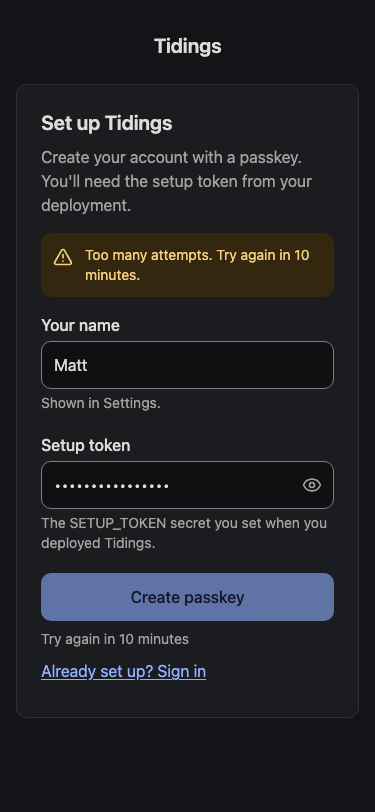 Tidings
Set up Tidings
Create your account with a passkey.
You'll need the setup token from your
deployment.
Too many attempts. Try again in 10
minutes.
Your name
Matt
Shown in Settings.
Setup token
••••••••••••••••
The SETUP_TOKEN secret you set when you
deployed Tidings.
Create passkey
Try again in 10 minutes
Already set up? Sign in